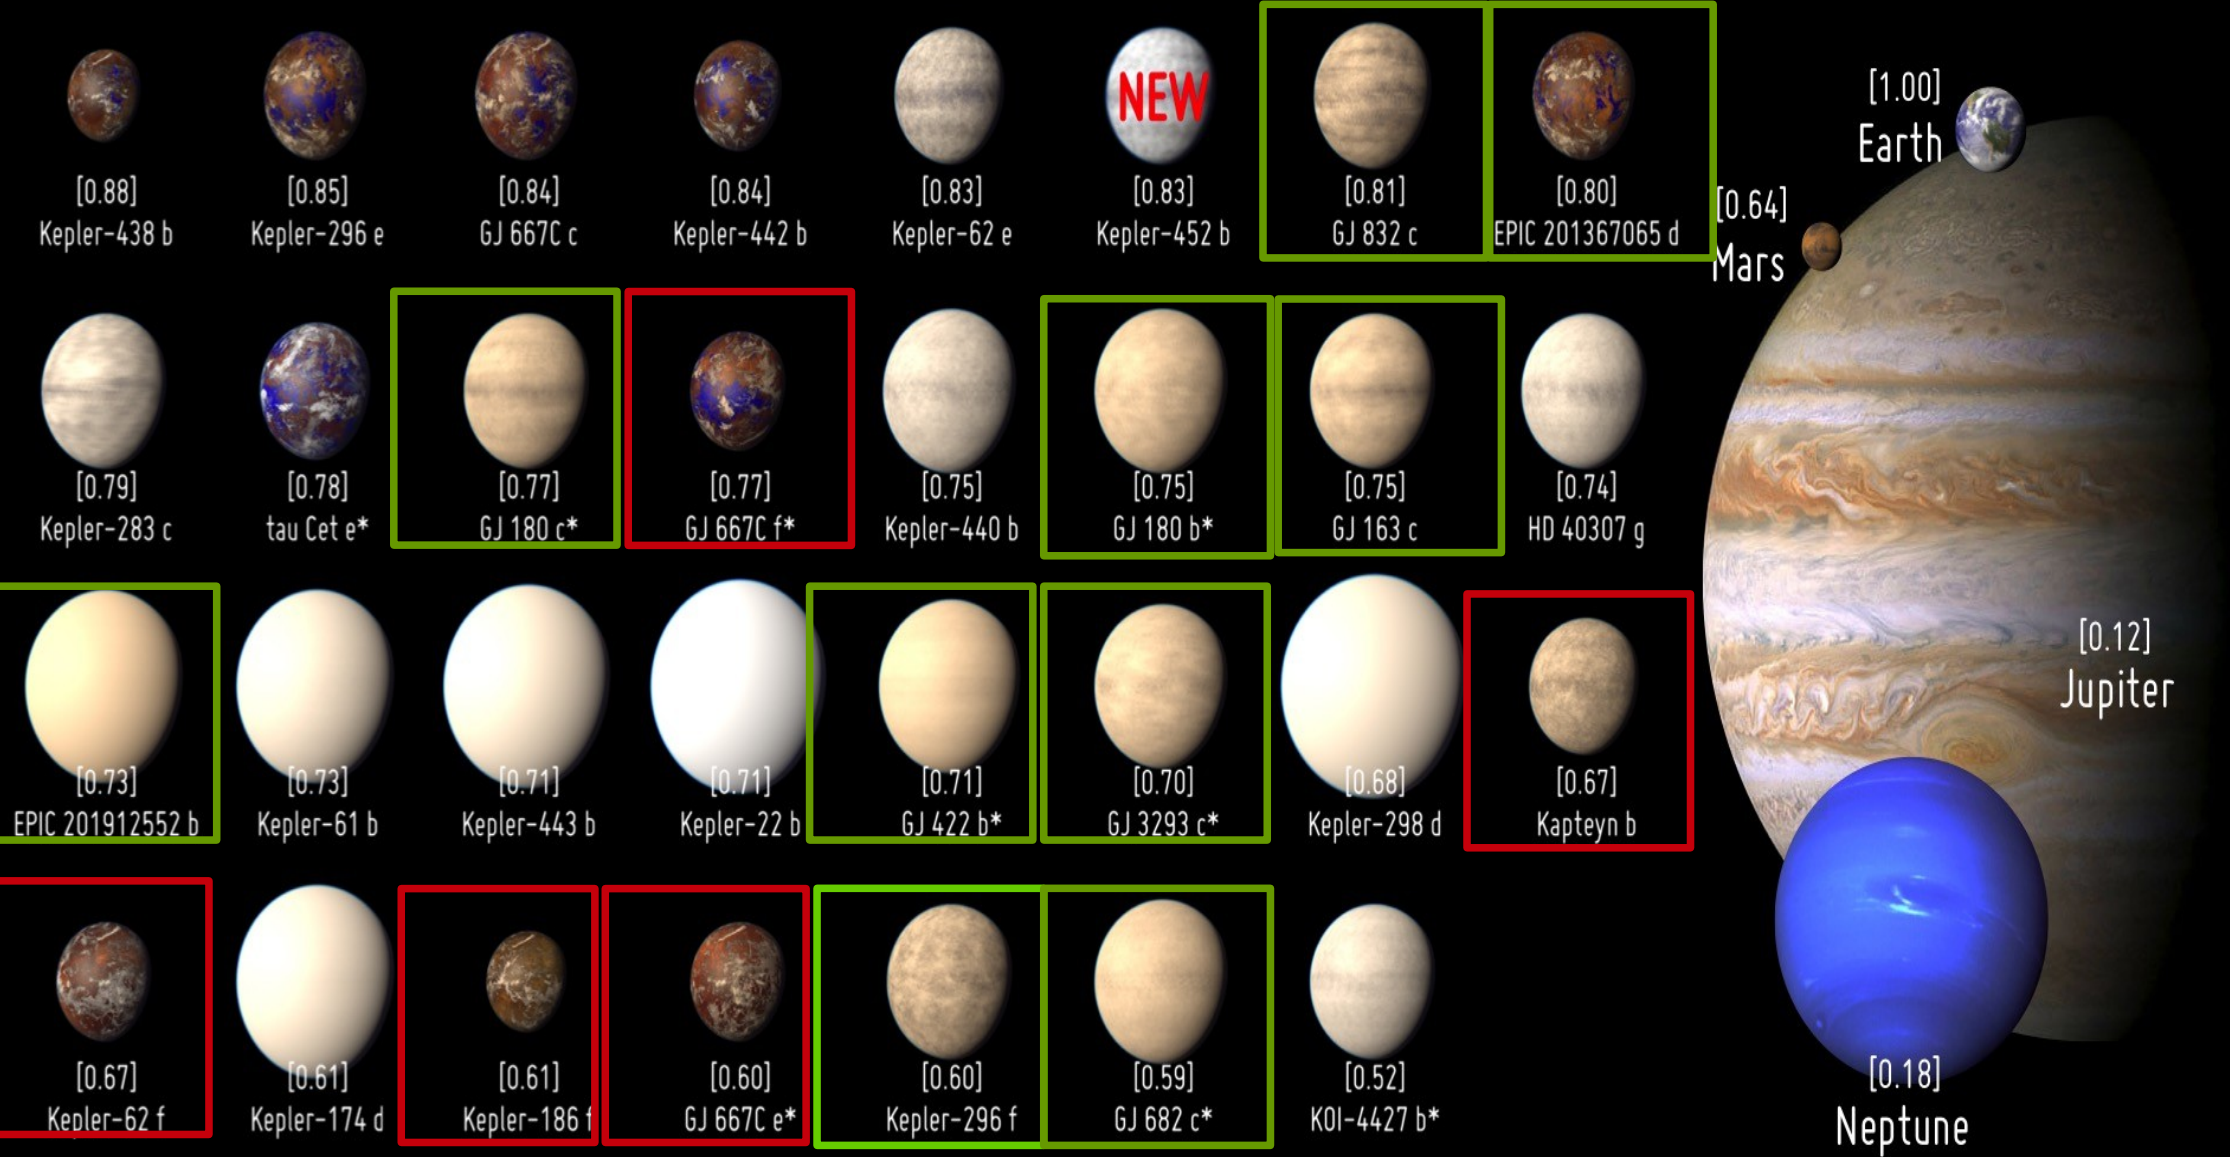 NEW
[0.88]
Kepler-438 b
[0.85]
Kepler-296 e
[0.84]
GJ 667C c
[0.84]
Kepler-442 b
[0.83]
Kepler-62 e
[0.83]
Kepler-452 b
[0.81]
GJ 832 c
[0.80]
EPIC 201367065 d
[0.79]
Kepler-283 c
[0.78]
tau Cet e*
[0.77]
GJ 180 c*
[0.77]
GJ 667C f*
[0.75]
Kepler-440 b
[0.75]
GJ 180 b*
[0.75]
GJ 163 c
[0.74]
HD 40307 g
[0.73]
EPIC 201912552 b
[0.73]
Kepler-61 b
[0.71]
Kepler-443 b
[0.71]
Kepler-22 b
[0.71]
GJ 422 b*
[0.70]
GJ 3293 c*
[0.68]
Kepler-298 d
[0.67]
Kapteyn b
[0.67]
Kepler-62 f
[0.61]
Kepler-174 d
[0.61]
Kepler-186 f
[0.60]
GJ 667C e*
[0.60]
Kepler-296 f
[0.59]
GJ 682 c*
[0.52]
KOI-4427 b*
[1.00]
Earth
[0.64]
Mars
[0.12]
Jupiter
[0.18]
Neptune